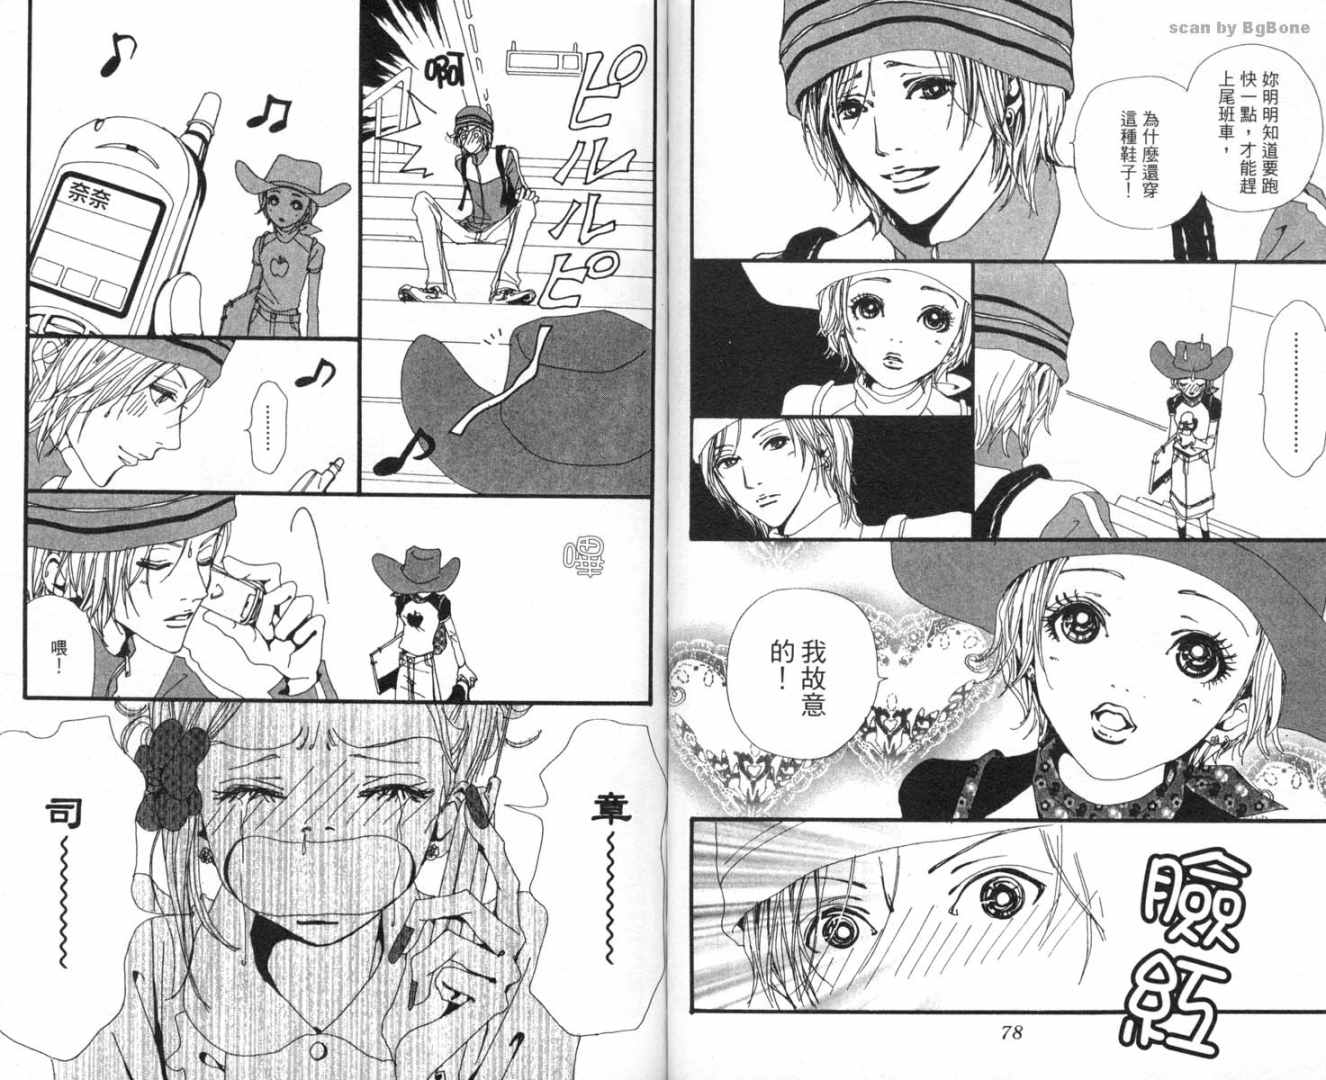 scan by BgBone
妳明明知道要跑
快一點，才能趕
上尾班車，
為什麼還穿
這種鞋子！
…………
我故意
的！
臉紅
78
啊
ピルルルピ
奈奈
………
嗶
喂！
章~~~~
司~~~~